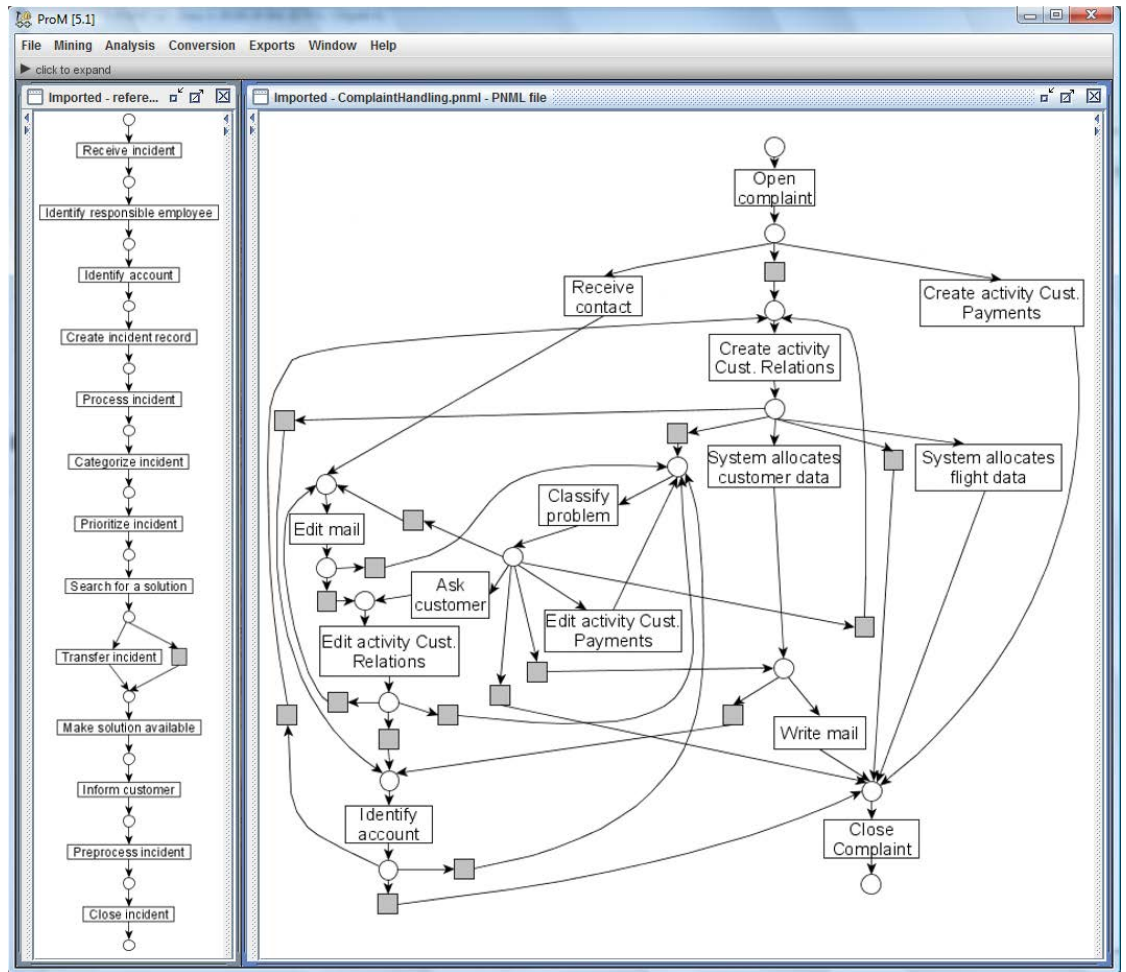 ProM [5.1]
File Mining Analysis Conversion Exports Window Help
click to expand
Imported - refere...
Receive incident
Identify responsible employee
Identify account
Create incident record
Process incident
Categorize incident
Prioritize incident
Search for a solution
Transfer incident
Make solution available
Inform customer
Preprocess incident
Close incident
Imported - ComplaintHandling.pnml - PNML file
Open
complaint
Receive
contact
Create activity Cust.
Payments
Create activity
Cust. Relations
System allocates
customer data
System allocates
flight data
Classify
problem
Edit mail
Ask
customer
Edit activity Cust.
Payments
Edit activity Cust.
Relations
Write mail
Identify
account
Close
Complaint